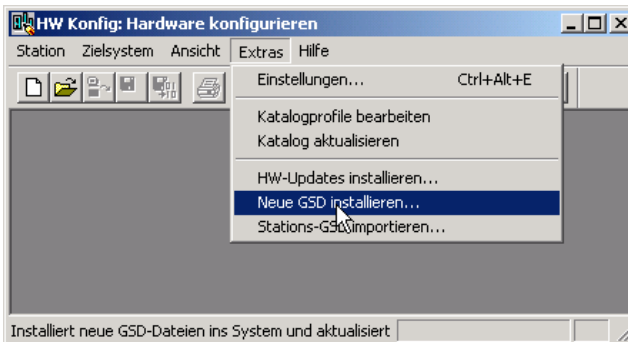 HW Konfig: Hardware konfigurieren
Station Zielsystem Ansicht Extras Hilfe
Einstellungen... Ctrl+Alt+E
Katalogprofile bearbeiten
Katalog aktualisieren
HW-Updates installieren...
Neue GSD installieren...
Stations-GSD importieren...
Installiert neue GSD-Dateien ins System und aktualisiert